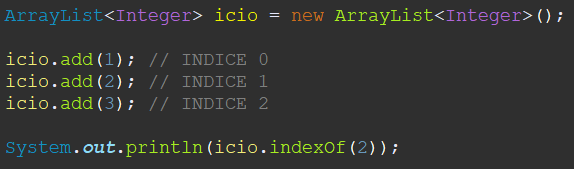 ArrayList<Integer> icio = new ArrayList<Integer>();
icio.add(1); // INDICE 0
icio.add(2); // INDICE 1
icio.add(3); // INDICE 2
System.out.println(icio.indexOf(2));